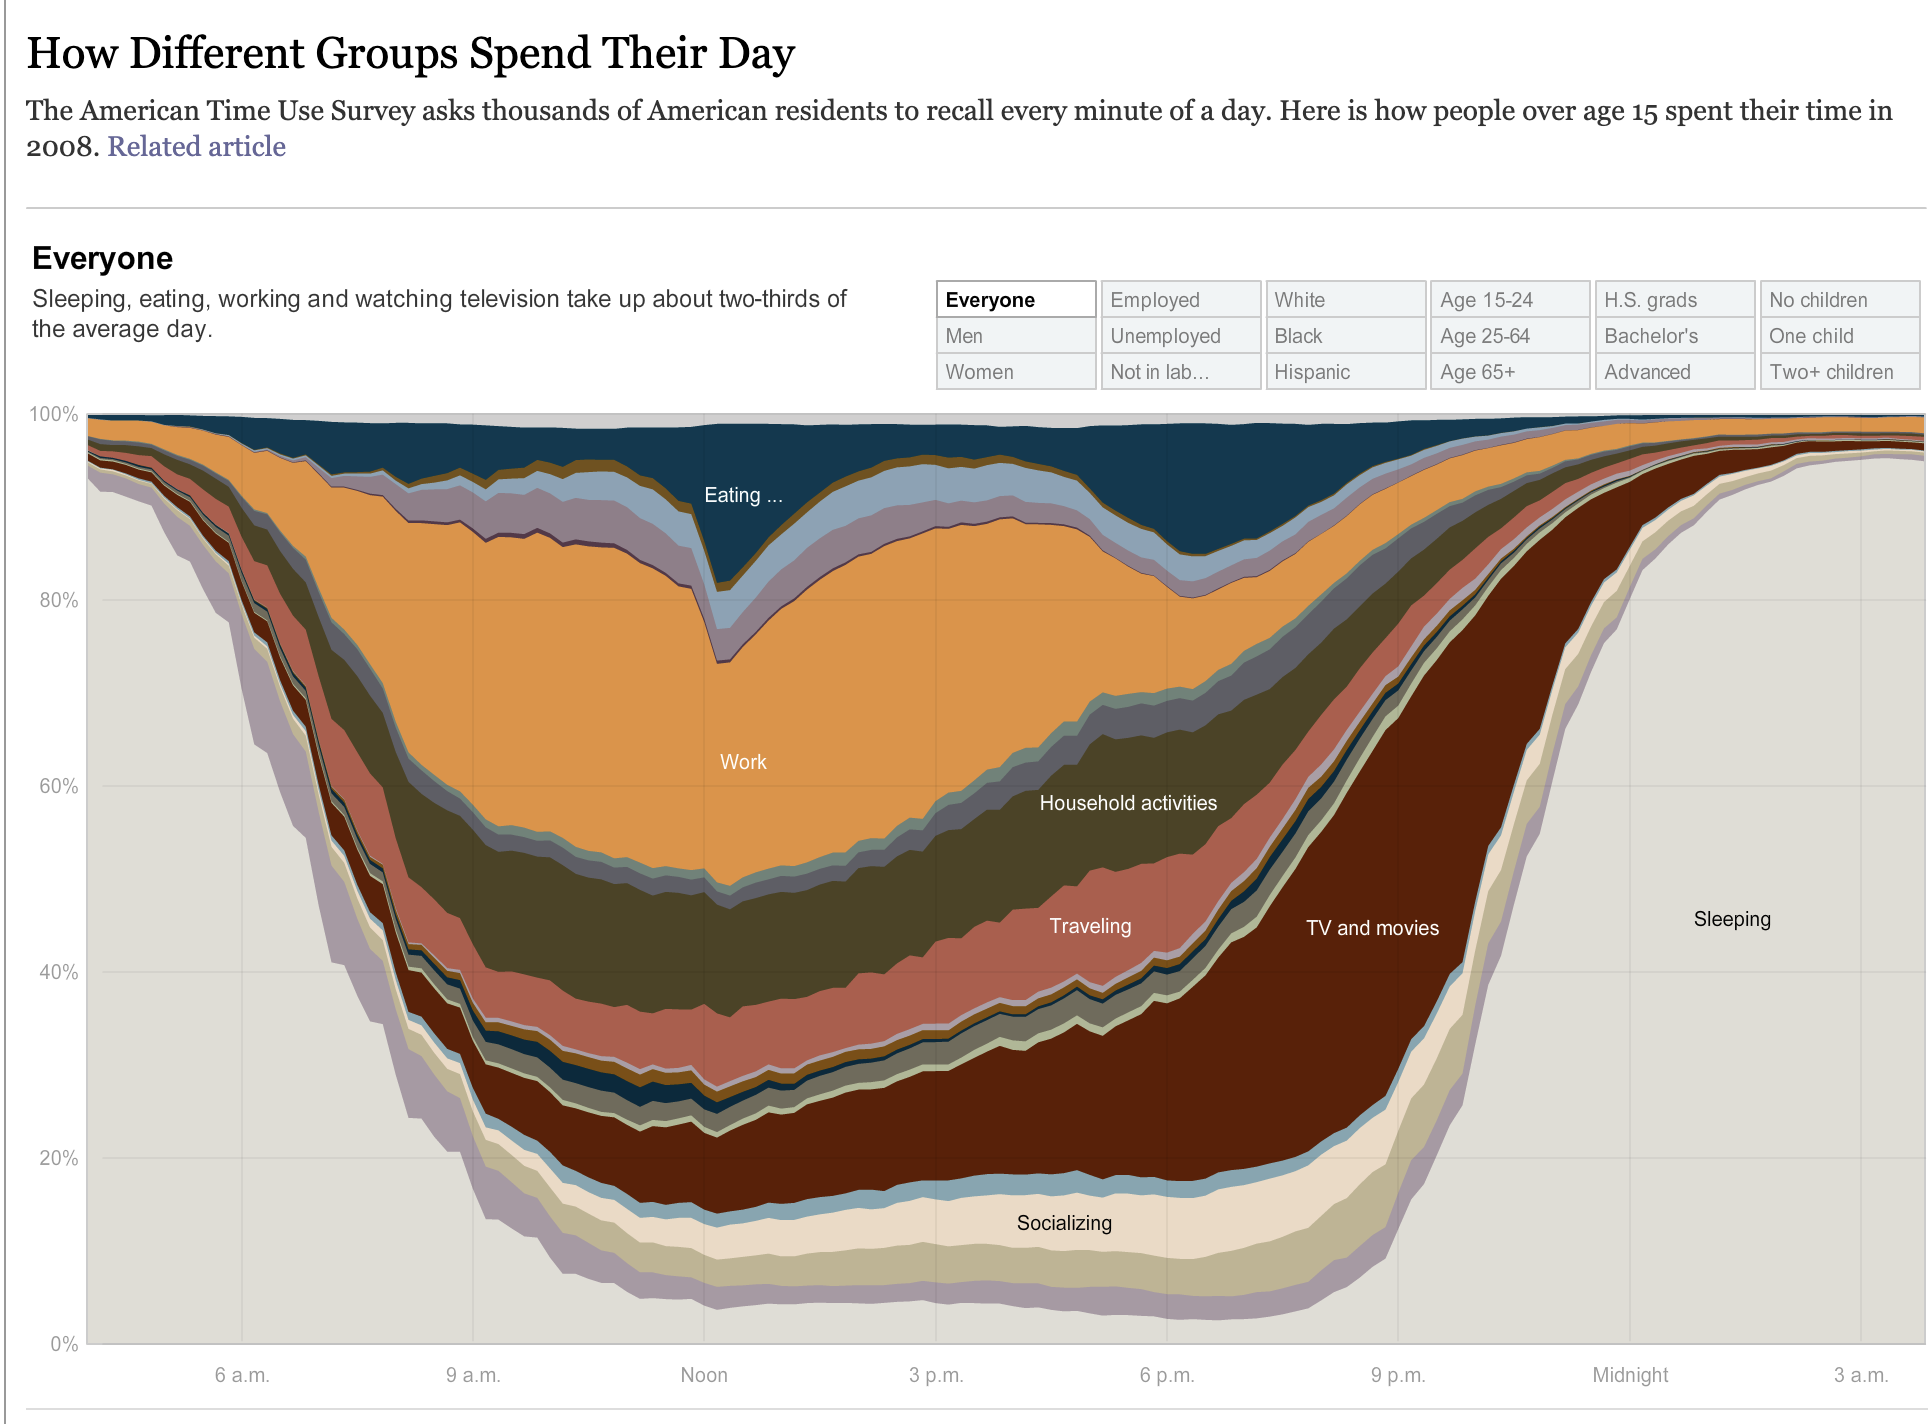 How Different Groups Spend Their Day
The American Time Use Survey asks thousands of American residents to recall every minute of a day. Here is how people over age 15 spent their time in
2008. Related article
Everyone
Sleeping, eating, working and watching television take up about two-thirds of
the average day.
Everyone Employed White Age 15-24 H.S. grads No children
Men Unemployed Black Age 25-64 Bachelor's One child
Women Not in lab... Hispanic Age 65+ Advanced Two+ children
100%
Eating ...
80%
Work
60%
Household activities
Sleeping
Traveling
TV and movies
40%
20%
Socializing
0%
6 a.m. 9 a.m. Noon 3 p.m. 6 p.m. 9 p.m. Midnight 3 a.m.